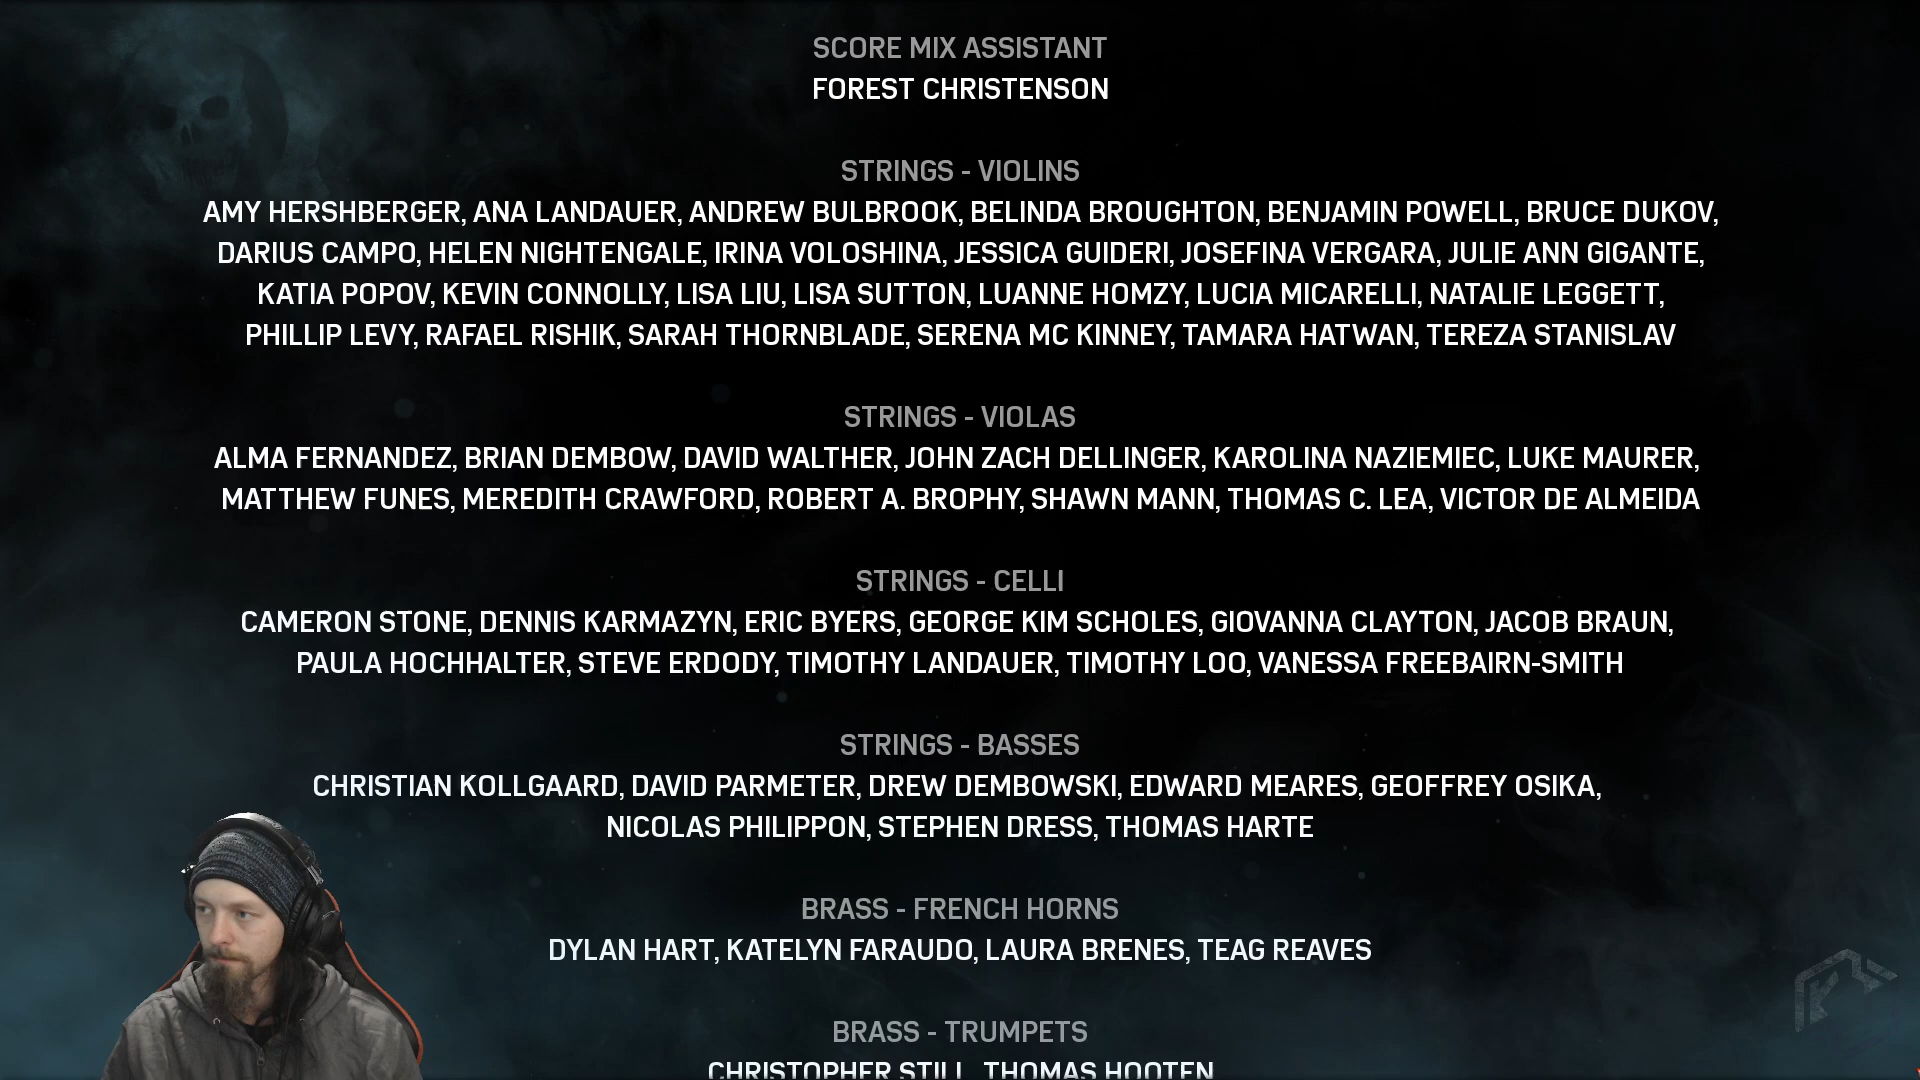 SCORE MIX ASSISTANT
FOREST CHRISTENSON
STRINGS - VIOLINS
AMY HERSHBERGER, ANA LANDAUER, ANDREW BULBROOK, BELINDA BROUGHTON, BENJAMIN POWELL, BRUCE DUKOV,
DARIUS CAMPO, HELEN NIGHTENGALE, IRINA VOLOSHINA, JESSICA GUIDERI, JOSEFINA VERGARA, JULIE ANN GIGANTE,
KATIA POPOV, KEVIN CONNOLLY, LISA LIU, LISA SUTTON, LUANNE HOMZY, LUCIA MICARELLI, NATALIE LEGGETT,
PHILLIP LEVY, RAFAEL RISHIK, SARAH THORNBLADE, SERENA MC KINNEY, TAMARA HATWAN, TEREZA STANISLAV
STRINGS - VIOLAS
ALMA FERNANDEZ, BRIAN DEMBOW, DAVID WALTHER, JOHN ZACH DELLINGER, KAROLINA NAZIEMIEC, LUKE MAURER,
MATTHEW FUNES, MEREDITH CRAWFORD, ROBERT A. BROPHY, SHAWN MANN, THOMAS C. LEA, VICTOR DE ALMEIDA
STRINGS - CELLI
CAMERON STONE, DENNIS KARMAZYN, ERIC BYERS, GEORGE KIM SCHOLES, GIOVANNA CLAYTON, JACOB BRAUN,
PAULA HOCHHALTER, STEVE ERDODY, TIMOTHY LANDAUER, TIMOTHY LOO, VANESSA FREEBAIRN-SMITH
STRINGS - BASSES
CHRISTIAN KOLLGAARD, DAVID PARMETER, DREW DEMBOWSKI, EDWARD MEARES, GEOFFREY OSIKA,
NICOLAS PHILIPPON, STEPHEN DRESS, THOMAS HARTE
BRASS - FRENCH HORNS
DYLAN HART, KATELYN FARAUDO, LAURA BRENES, TEAG REAVES
BRASS - TRUMPETS
CHRISTOPHER STILL, THOMAS HOOTEN